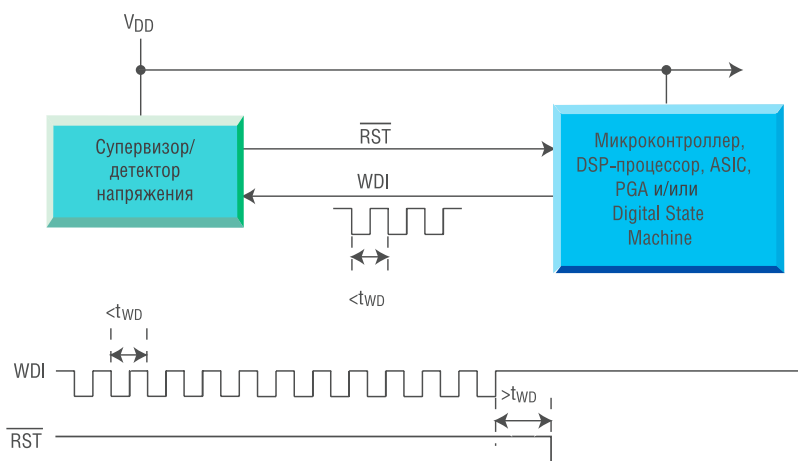 VDD
Супервизор/
детектор
напряжения
RST
WDI
Микроконтроллер,
DSP-процессор, ASIC,
PGA и/или
Digital State
Machine
<tWD
<tWD
WDI
>tWD
RST